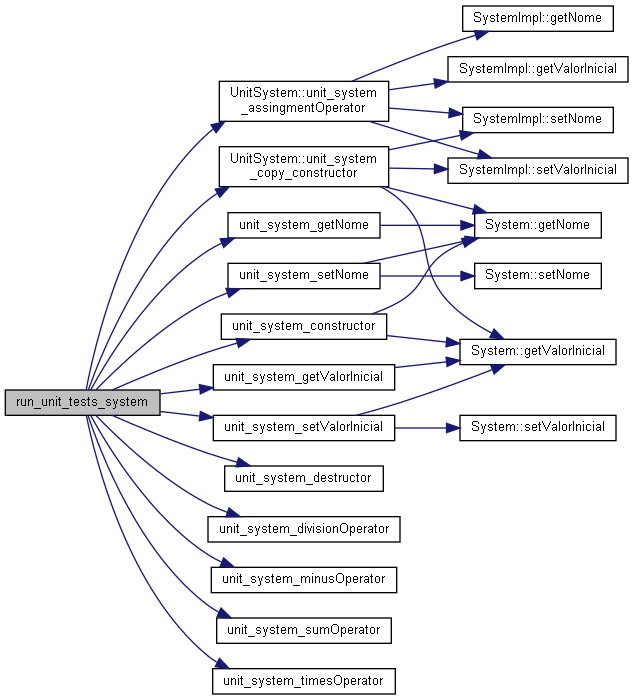 SystemImpl::getNome
SystemImpl::getValorInicial
UnitSystem::unit_system
_assingmentOperator
SystemImpl::setNome
UnitSystem::unit_system
_copy_constructor
SystemImpl::setValorInicial
unit_system_getNome
System::getNome
unit_system_setNome
System::setNome
unit_system_constructor
System::getValorInicial
unit_system_getValorInicial
run_unit_tests_system
unit_system_setValorInicial
System::setValorInicial
unit_system_destructor
unit_system_divisionOperator
unit_system_minusOperator
unit_system_sumOperator
unit_system_timesOperator